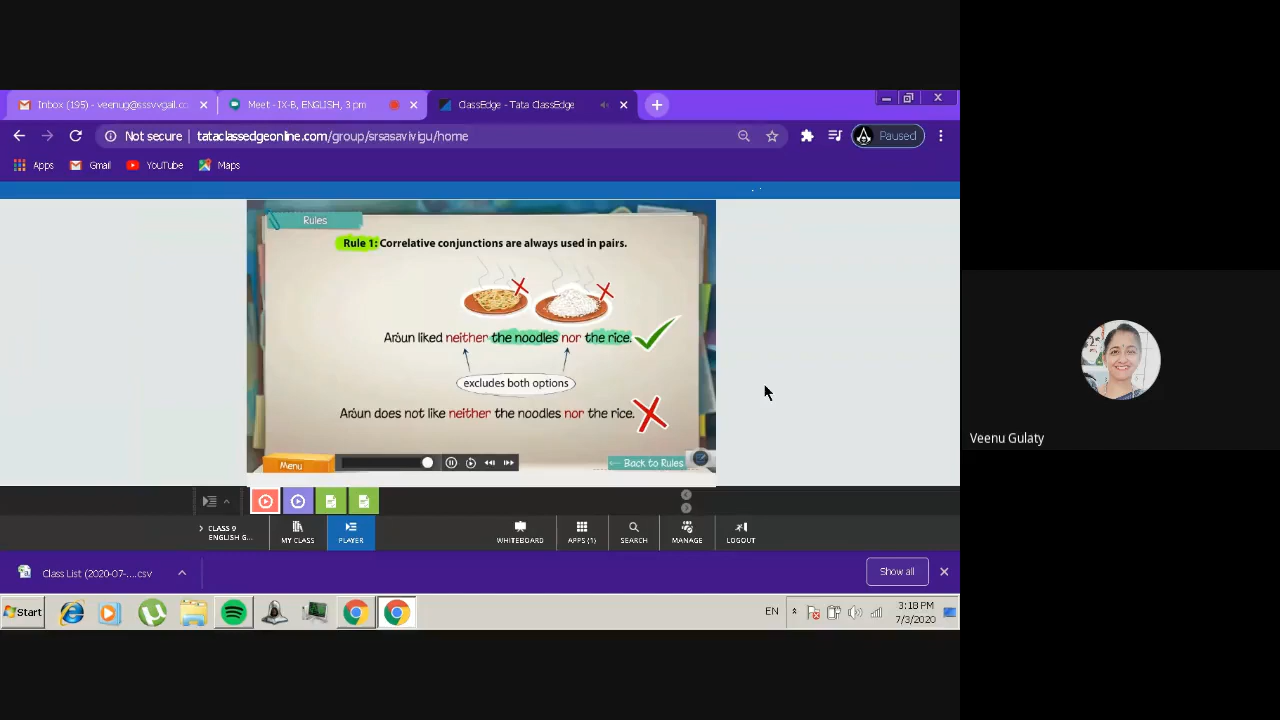 Inbox (195) - veenug@sssvvgail.cc
Meet - IX-B, ENGLISH, 3 pm
ClassEdge - Tata ClassEdge
Not secure | tataclassedgeonline.com/group/srsasavivigu/home
Paused
Apps
Gmail
YouTube
Maps
Rules
Rule 1: Correlative conjunctions are always used in pairs.
Arjun liked neither the noodles nor the rice.
excludes both options
Arjun does not like neither the noodles nor the rice.
Menu
Back to Rules
Veenu Gulaty
CLASS 9
ENGLISH G...
MY CLASS
PLAYER
WHITEBOARD
APPS (1)
SEARCH
MANAGE
LOGOUT
Class List (2020-07-....csv
Show all
Start
EN
3:18 PM
7/3/2020